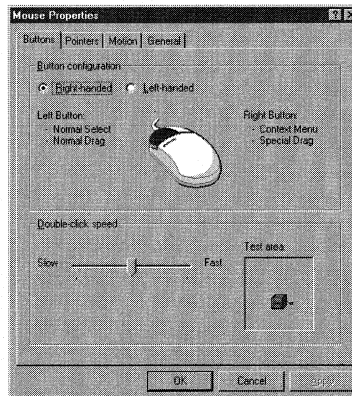 Mouse Properties
Buttons Pointers Motion General
Button configuration
Right-handed Left-handed
Left Button: Right Button:
- Normal Select - Context Menu
- Normal Drag - Special Drag
Double-click speed
Test area:
Slow Fast
OK Cancel Apply